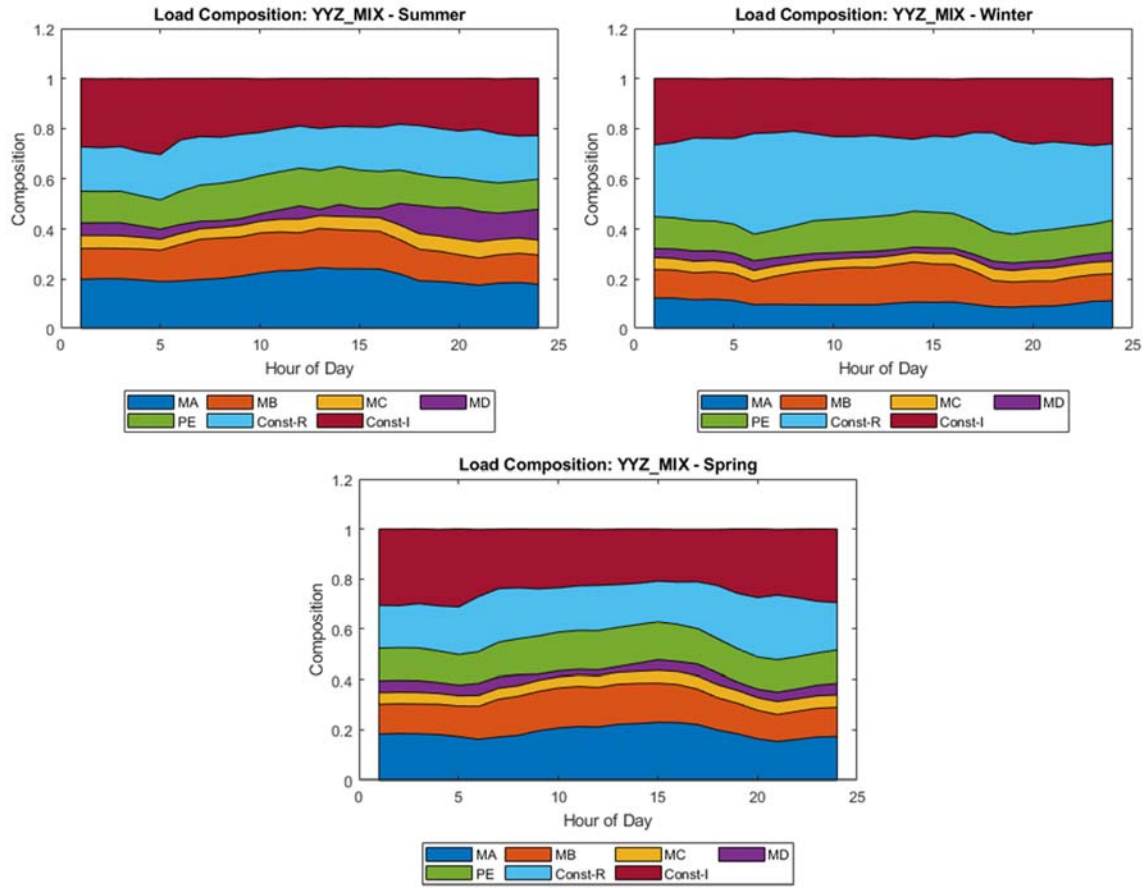 Load Composition: YYZ_MIX - Summer
1.2
1
0.8
0.6
0.4
0.2
0
Composition
0 5 10 15 20 25
Hour of Day
MA MB MC MD
PE Const-R Const-I
Load Composition: YYZ_MIX - Winter
1.2
1
0.8
0.6
0.4
0.2
0
Composition
0 5 10 15 20 25
Hour of Day
MA MB MC MD
PE Const-R Const-I
Load Composition: YYZ_MIX - Spring
1.2
1
0.8
0.6
0.4
0.2
0
Composition
0 5 10 15 20 25
Hour of Day
MA MB MC MD
PE Const-R Const-I